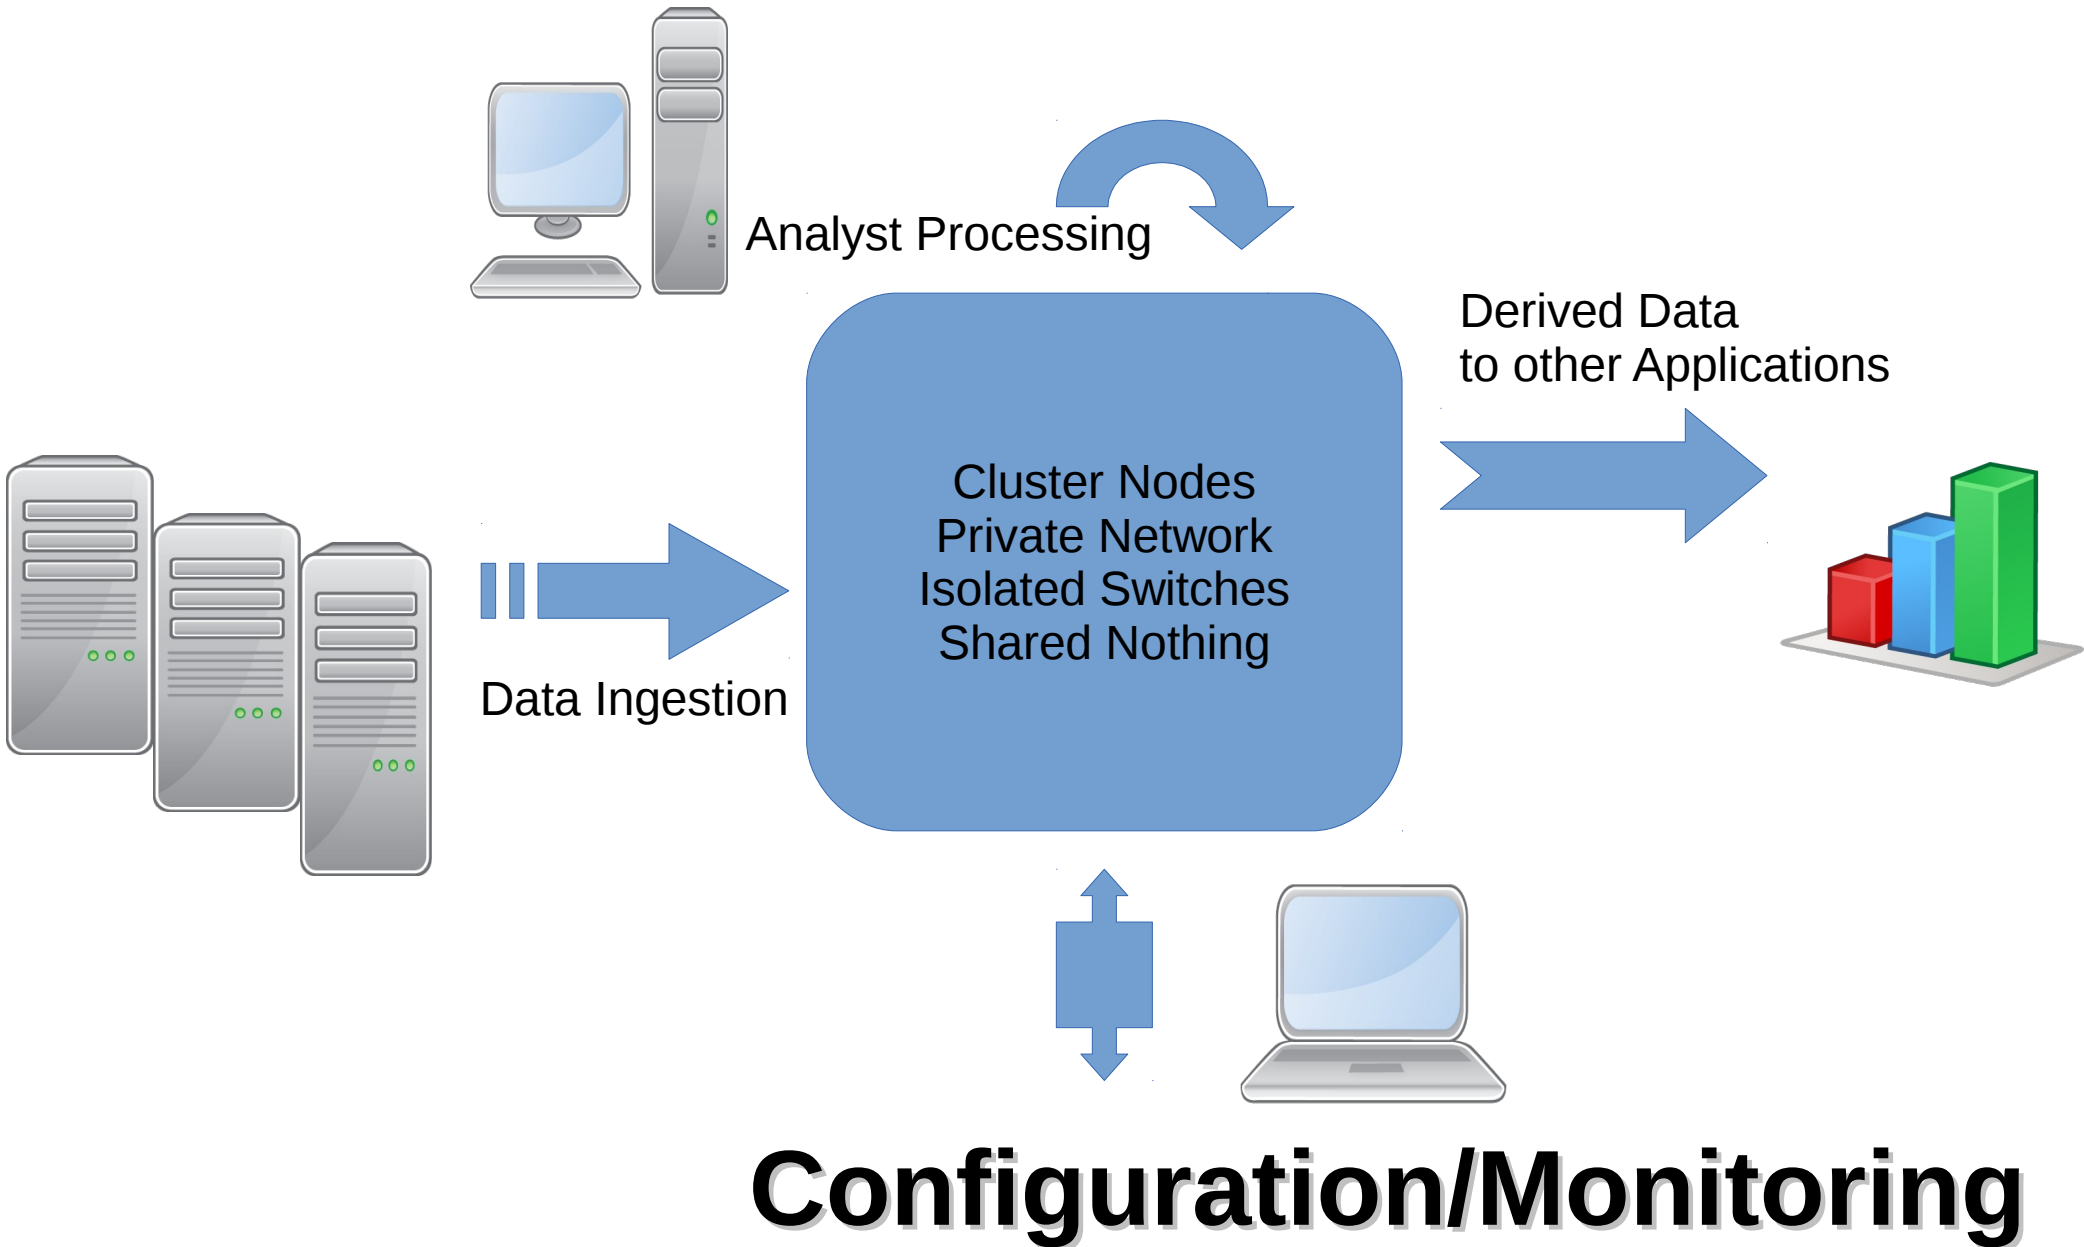 Analyst Processing
Derived Data
to other Applications
Cluster Nodes
Private Network
Isolated Switches
Shared Nothing
Data Ingestion
Configuration/Monitoring